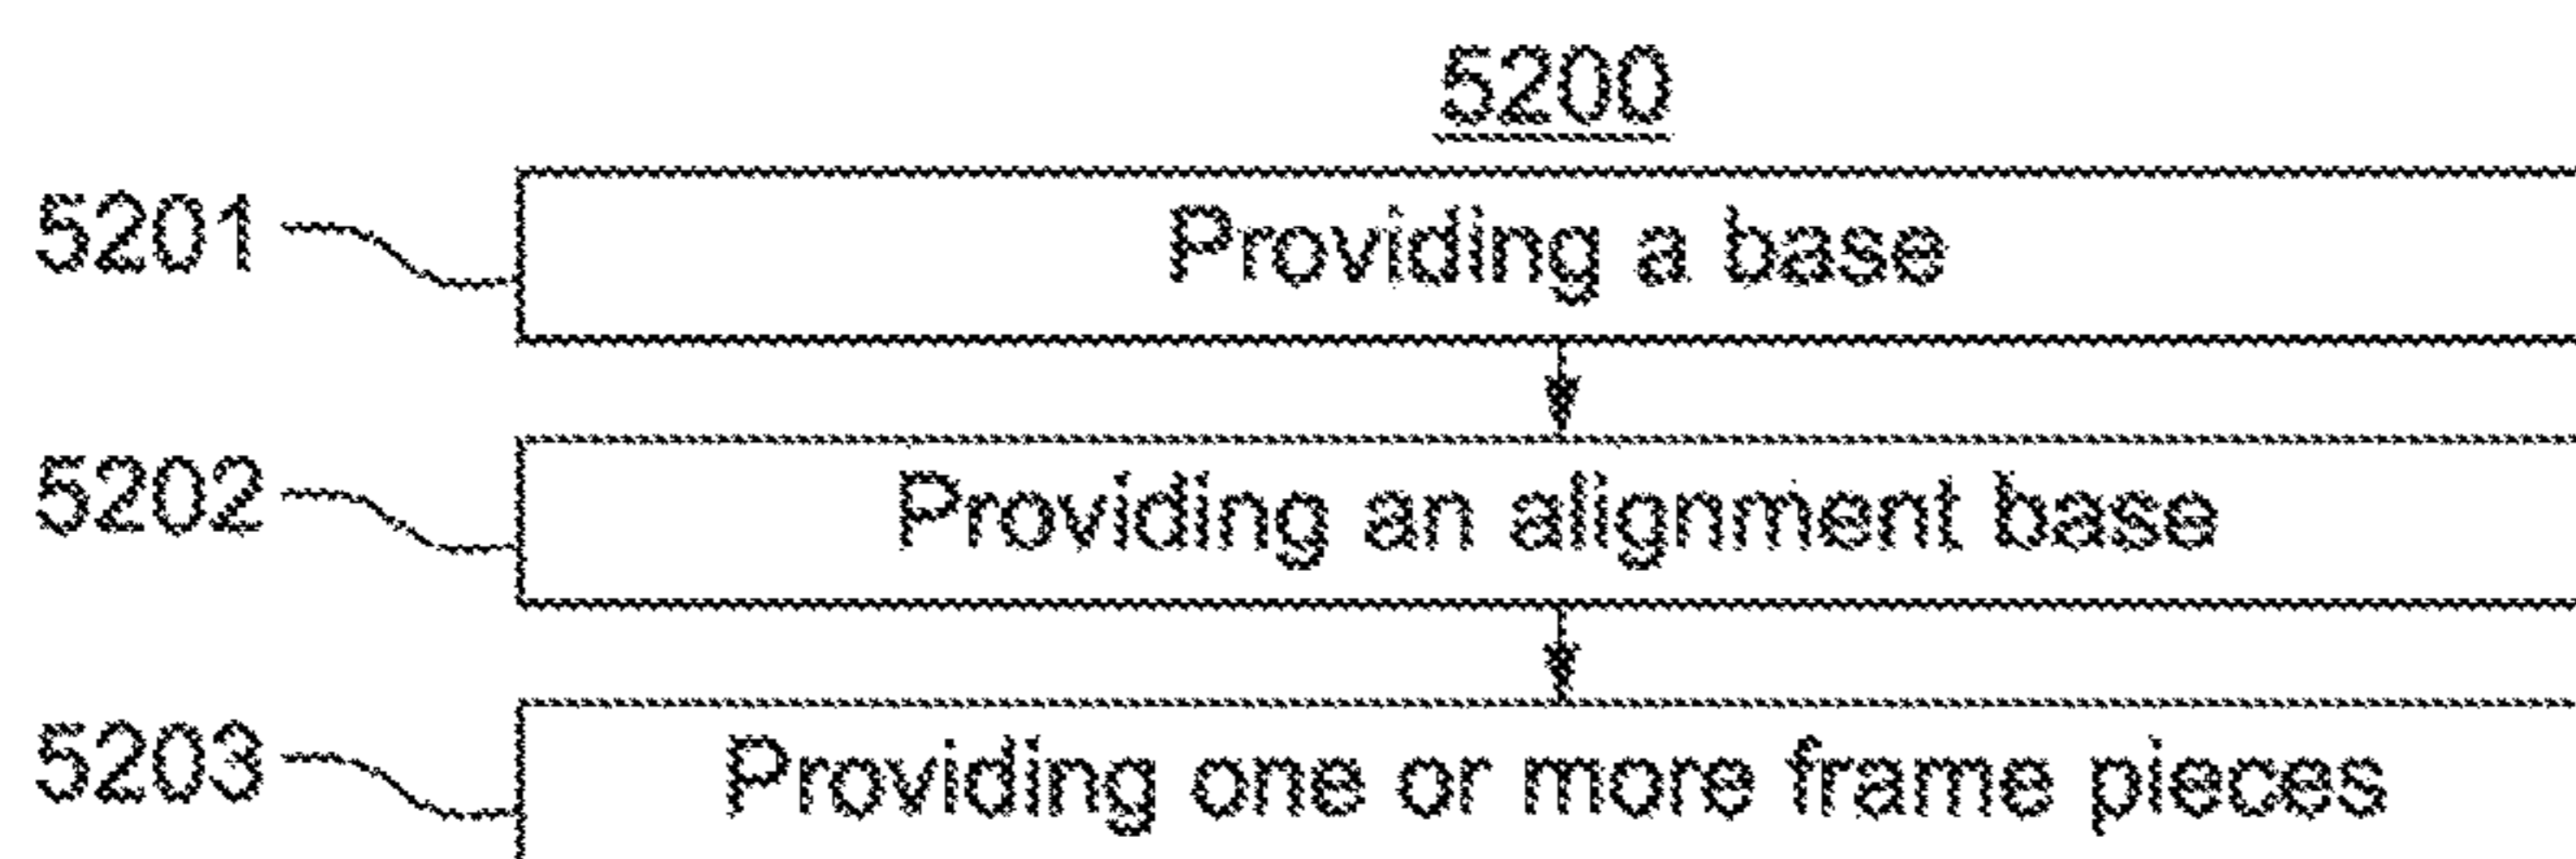 5200
5201 Providing a base
5202 Providing an alignment base
5203 Providing one or more frame pieces